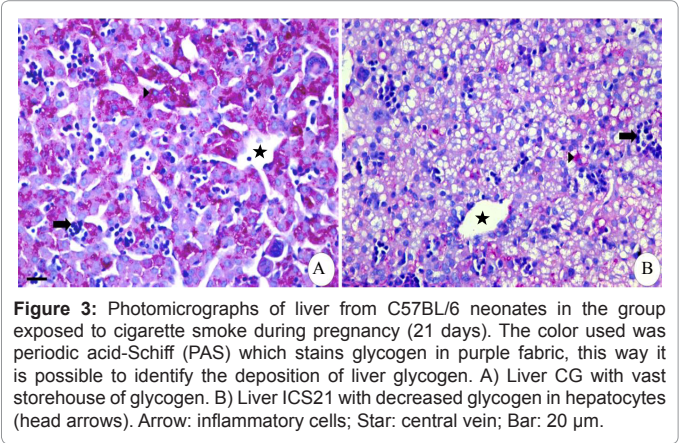 A
B
Figure 3: Photomicrographs of liver from C57BL/6 neonates in the group
exposed to cigarette smoke during pregnancy (21 days). The color used was
periodic acid-Schiff (PAS) which stains glycogen in purple fabric, this way it
is possible to identify the deposition of liver glycogen. A) Liver CG with vast
storehouse of glycogen. B) Liver ICS21 with decreased glycogen in hepatocytes
(head arrows). Arrow: inflammatory cells; Star: central vein; Bar: 20 μm.